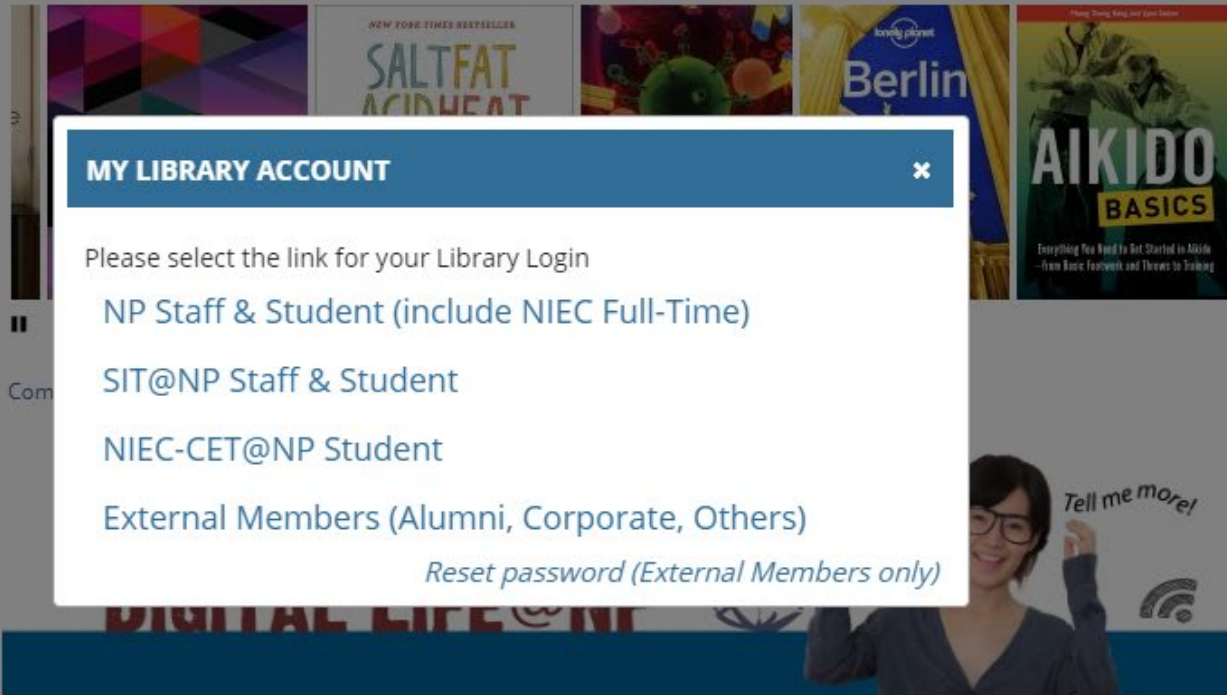 NEW YORK TIMES BESTSELLER
SALT FAT
ACID HEAT
lonely planet
Berlin
AIKIDO
BASICS
Everything You Need to Get Started in Aikido
—from Basic Footwork and Throws to Training
MY LIBRARY ACCOUNT
Please select the link for your Library Login
NP Staff & Student (include NIEC Full-Time)
SIT@NP Staff & Student
NIEC-CET@NP Student
External Members (Alumni, Corporate, Others)
Reset password (External Members only)
Com
Tell me more!
DIGITAL LIFE@NP